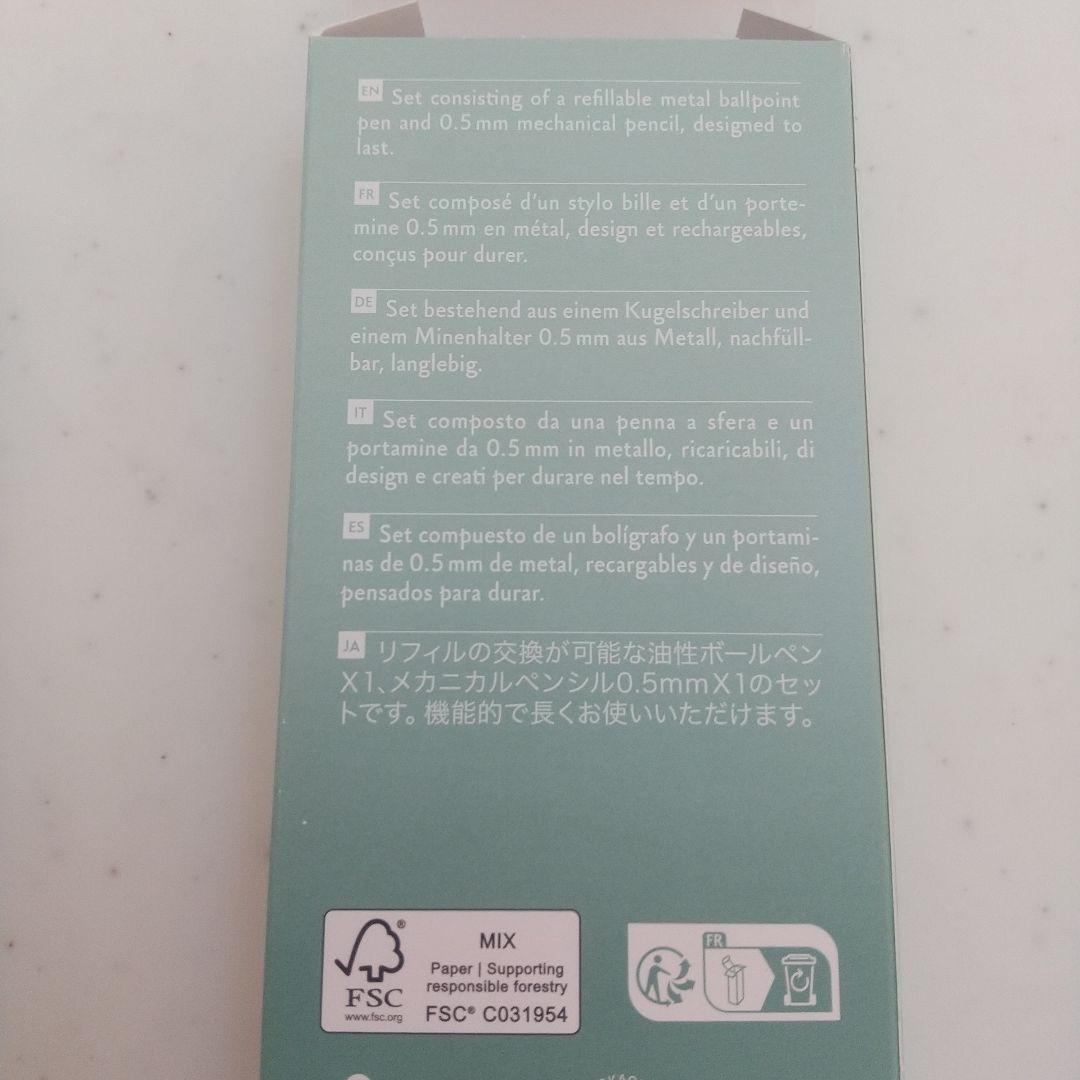 EN Set consisting of a refillable metal ballpoint
pen and 0.5 mm mechanical pencil, designed to
last.
FR Set composé d'un stylo bille et d'un porte-
mine 0.5 mm en métal, design et rechargeables,
conçus pour durer.
DE Set bestehend aus einem Kugelschreiber und
einem Minenhalter 0.5 mm aus Metall, nachfüll-
bar, langlebig.
IT Set composto da una penna a sfera e un
portamine da 0.5 mm in metallo, ricaricabili, di
design e creati per durare nel tempo.
ES Set compuesto de un bolígrafo y un portami-
nas de 0.5 mm de metal, recargables y de diseño,
pensados para durar.
JA リフィルの交換が可能な油性ボールペン
X1、メカニカルペンシル0.5mmX1のセッ
トです。機能的で長くお使いいただけます。
FSC
®
www.fsc.org
MIX
Paper | Supporting
responsible forestry
FSC® C031954
FR